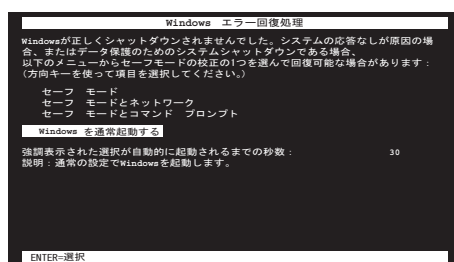 Windows エラー回復処理
Windowsが正しくシャットダウンされませんでした。システムの応答なしが原因の場
合、またはデータ保護のためのシステムシャットダウンである場合、
以下のメニューからセーフモードの校正の1つを選んで回復可能な場合があります:
(方向キーを使って項目を選択してください。)
セーフ モード
セーフ モードとネットワーク
セーフ モードとコマンド プロンプト
Windows を通常起動する
強調表示された選択が自動的に起動されるまでの秒数: 30
説明:通常の設定でWindowsを起動します。
ENTER=選択